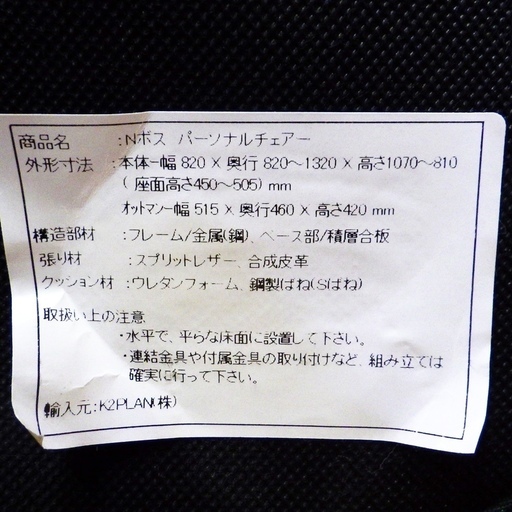 商品名 :Nボス パーソナルチェアー
外形寸法 :本体ー幅 820 × 奥行 820～1320 × 高さ1070～810
( 座面高さ450～505) mm
オットマンー幅 515 × 奥行460 × 高さ420 mm
構造部材 :フレーム/金属(鋼)、ベース部/積層合板
張り材 :スプリットレザー、合成皮革
クッション材 :ウレタンフォーム、鋼製ばね(Sばね)
取扱い上の注意
・水平で、平らな床面に設置して下さい。
・連結金具や付属金具の取り付けなど、組み立ては
確実に行って下さい。
輸入元:K2PLAN(株)